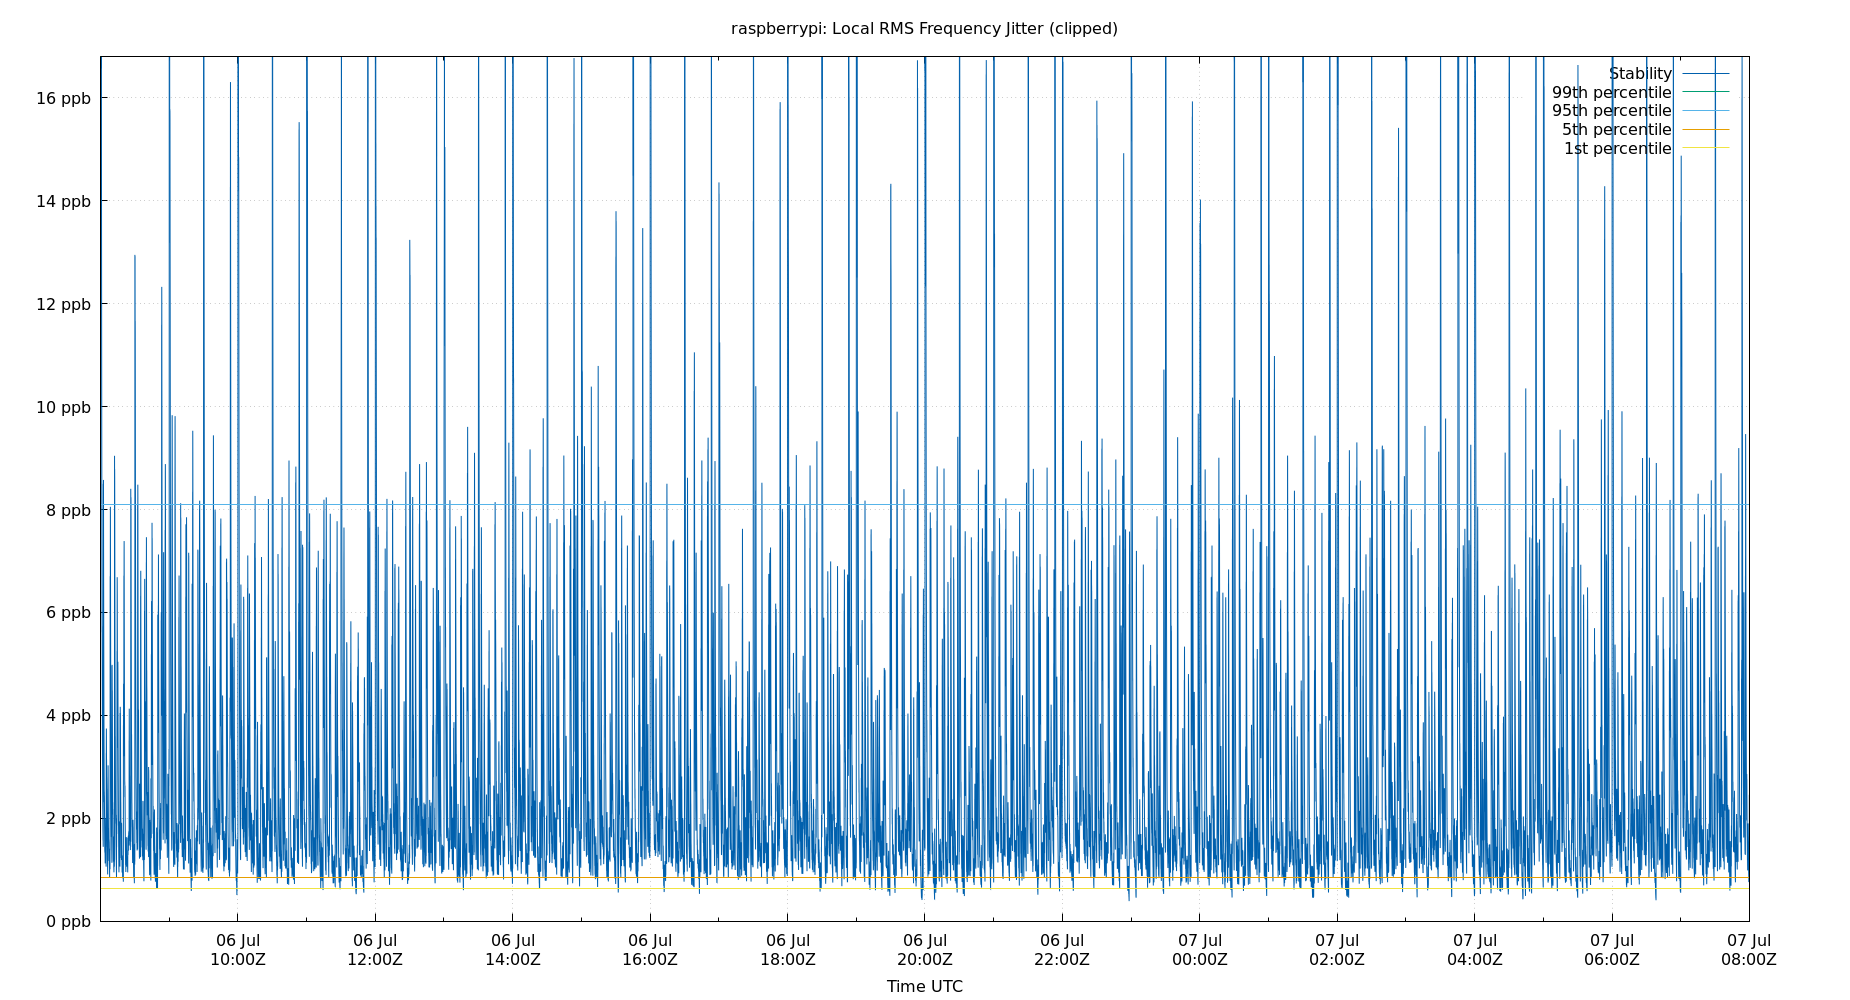 raspberrypi: Local RMS Frequency Jitter (clipped)
Stability
99th percentile
95th percentile
5th percentile
1st percentile
16 ppb
14 ppb
12 ppb
10 ppb
8 ppb
6 ppb
4 ppb
2 ppb
0 ppb
06 Jul 06 Jul 06 Jul 06 Jul 06 Jul 06 Jul 06 Jul 07 Jul 07 Jul 07 Jul 07 Jul 07 Jul
10:00Z 12:00Z 14:00Z 16:00Z 18:00Z 20:00Z 22:00Z 00:00Z 02:00Z 04:00Z 06:00Z 08:00Z
Time UTC